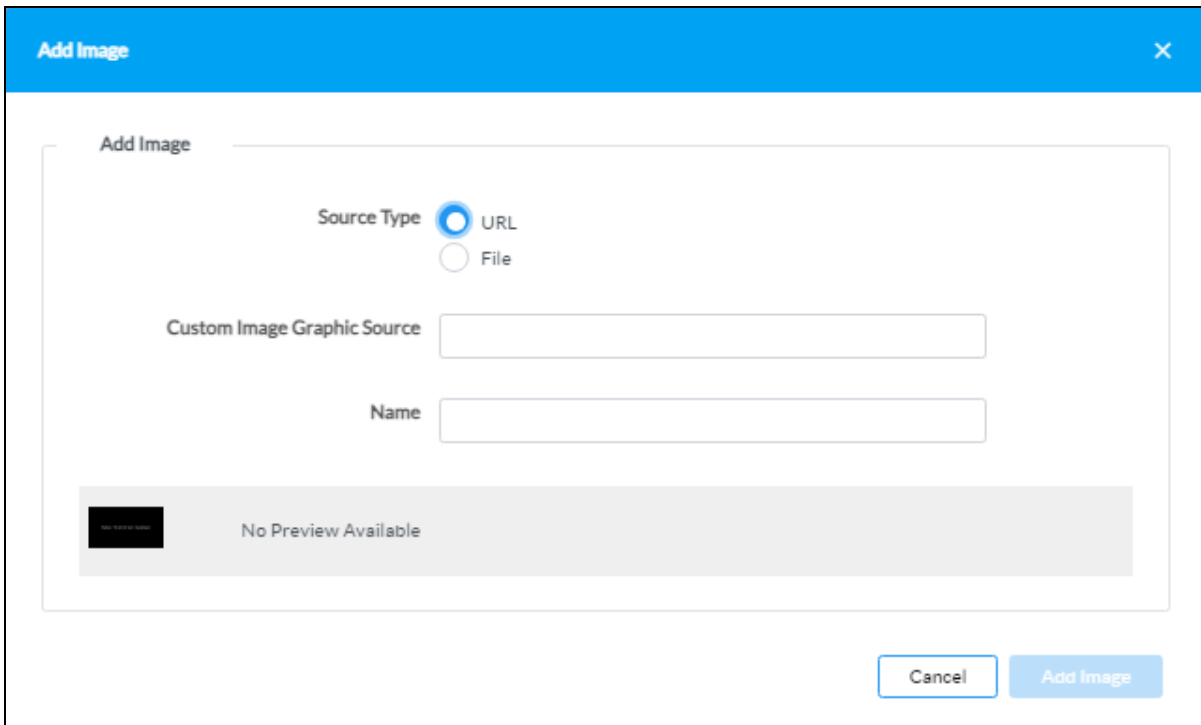 Add Image
Add Image
Source Type
URL
File
Custom Image Graphic Source
Name
No Preview Available
Cancel
Add Image